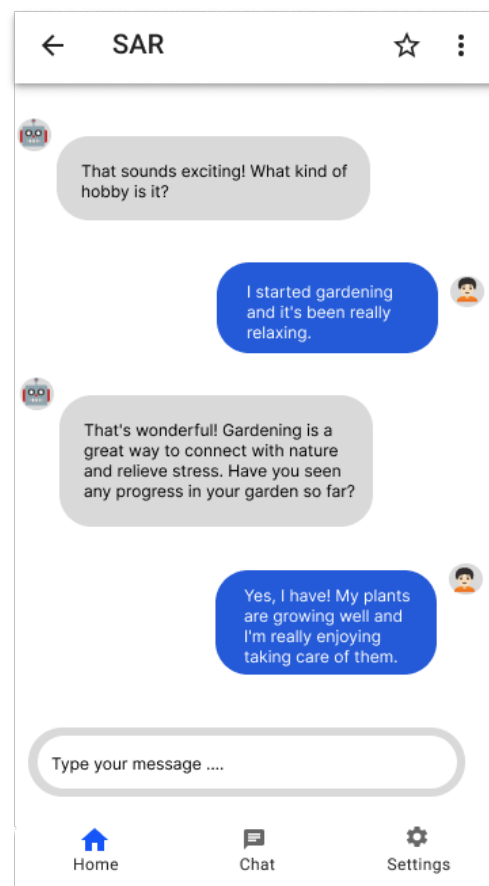 SAR
That sounds exciting! What kind of
hobby is it?
I started gardening
and it's been really
relaxing.
That's wonderful! Gardening is a
great way to connect with nature
and relieve stress. Have you seen
any progress in your garden so far?
Yes, I have! My plants
are growing well and
I'm really enjoying
taking care of them.
Type your message ....
Home
Chat
Settings